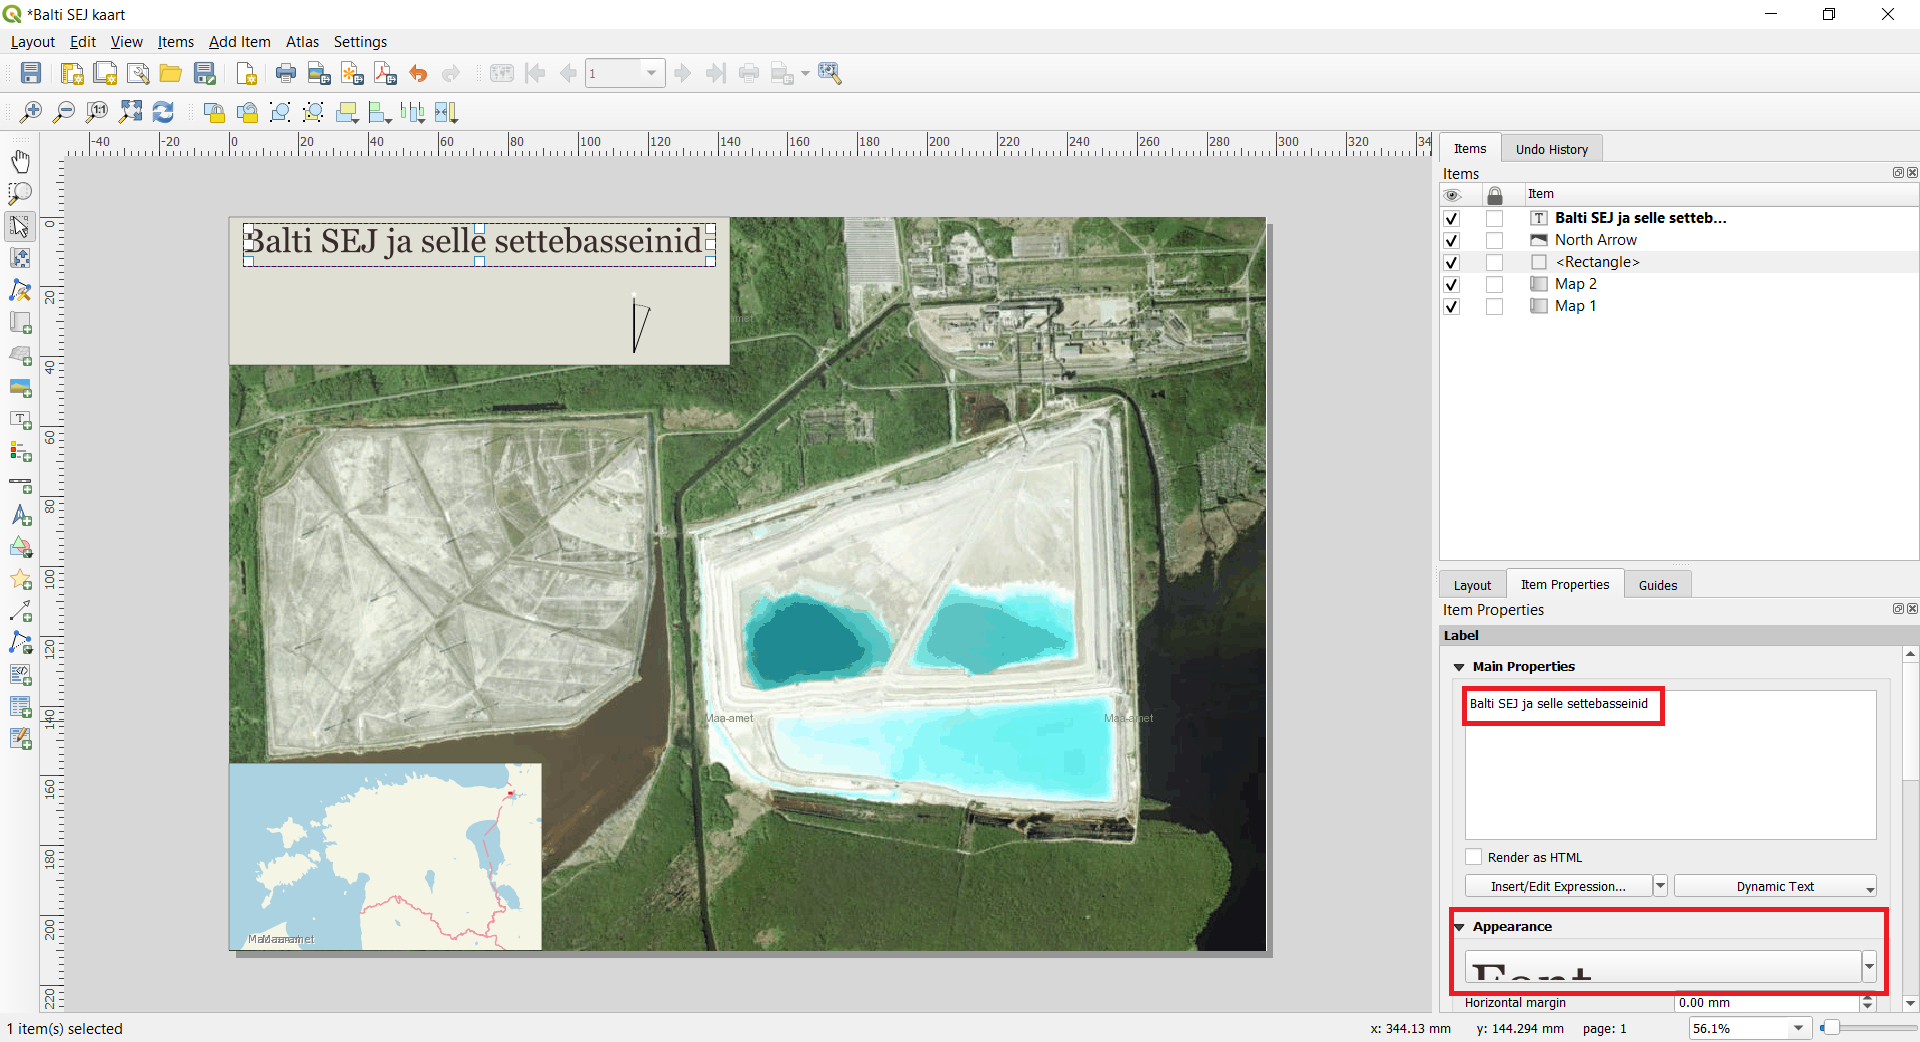 *Balti SEJ kaart
Layout Edit View Items Add Item Atlas Settings
1
1:1
-40 -20 0 20 40 60 80 100 120 140 160 180 200 220 240 260 280 300 320 34
0
20
40
60
80
100
120
140
160
180
200
220
Balti SEJ ja selle settebasseinid
Maa-amet
Maa-amet
Maa-amet
Items Undo History
Items
Item
Balti SEJ ja selle setteb...
North Arrow
<Rectangle>
Map 2
Map 1
Layout Item Properties Guides
Item Properties
Label
Main Properties
Balti SEJ ja selle settebasseinid
Render as HTML
Insert/Edit Expression... Dynamic Text
Appearance
Font
Horizontal margin 0.00 mm
1 item(s) selected x: 344.13 mm y: 144.294 mm page: 1 56.1%